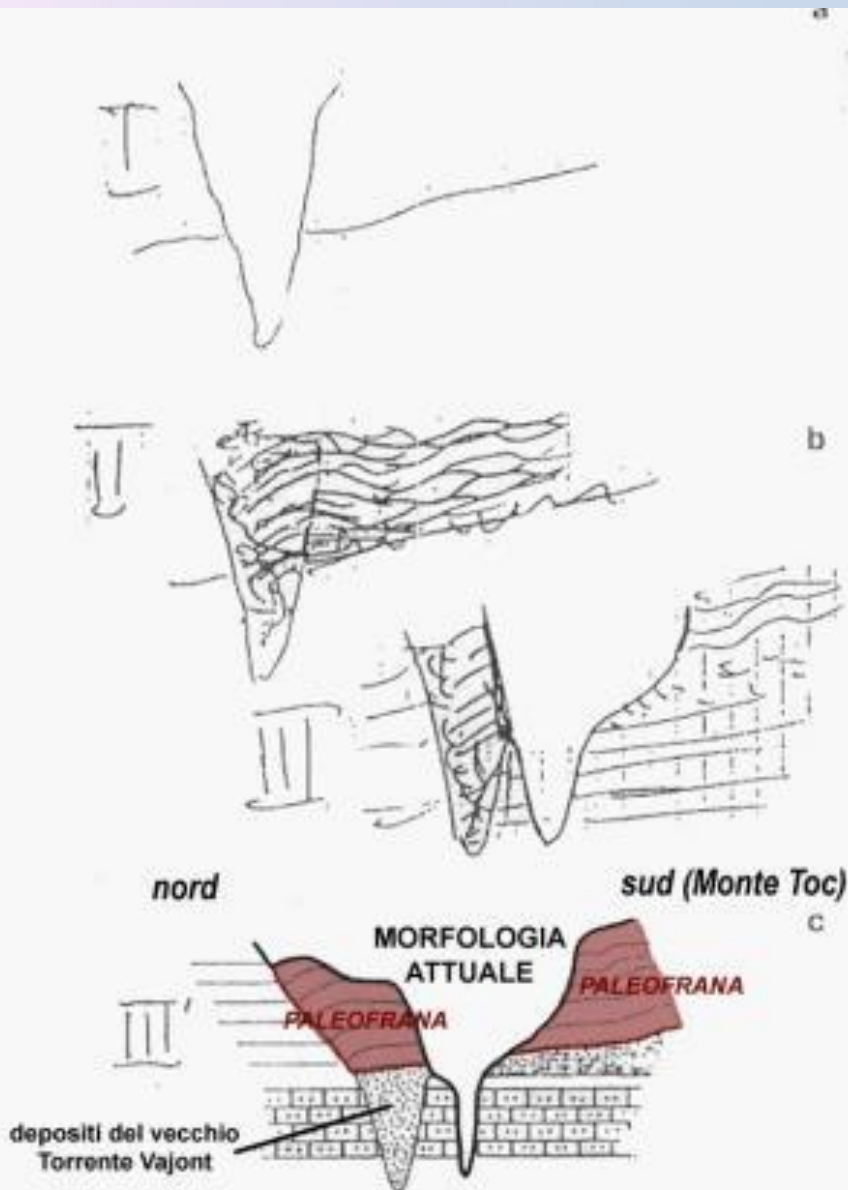 a
I
b
II
III
nord
sud (Monte Toc)
c
MORFOLOGIA
ATTUALE
PALEOFRANA
PALEOFRANA
III'
depositi del vecchio
Torrente Vajont